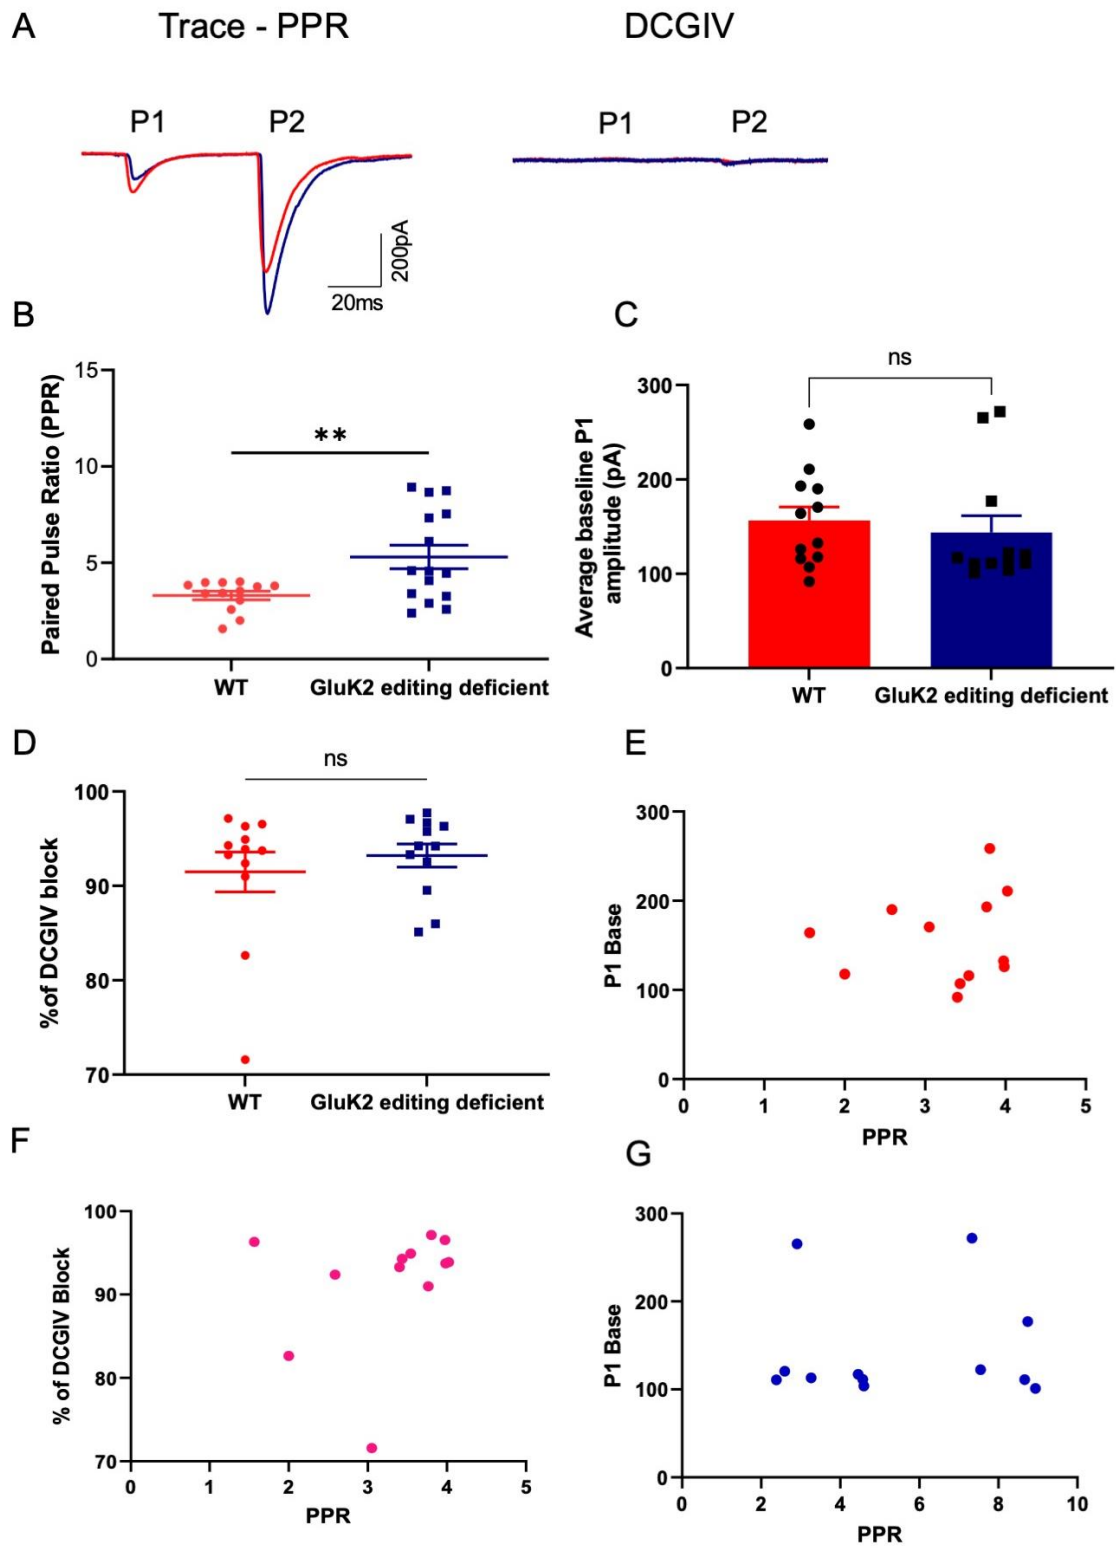 A
Trace - PPR
DCGIV
P1
P2
P1
P2
200pA
20ms
B
Paired Pulse Ratio (PPR)
15
10
5
0
**
WT
GluK2 editing deficient
C
Average baseline P1
amplitude (pA)
300
200
100
0
ns
WT
GluK2 editing deficient
D
%of DCGIV block
100
90
80
70
ns
WT
GluK2 editing deficient
E
P1 Base
300
200
100
0
0 1 2 3 4 5
PPR
F
% of DCGIV Block
100
90
80
70
0 1 2 3 4 5
PPR
G
P1 Base
300
200
100
0
0 2 4 6 8 10
PPR